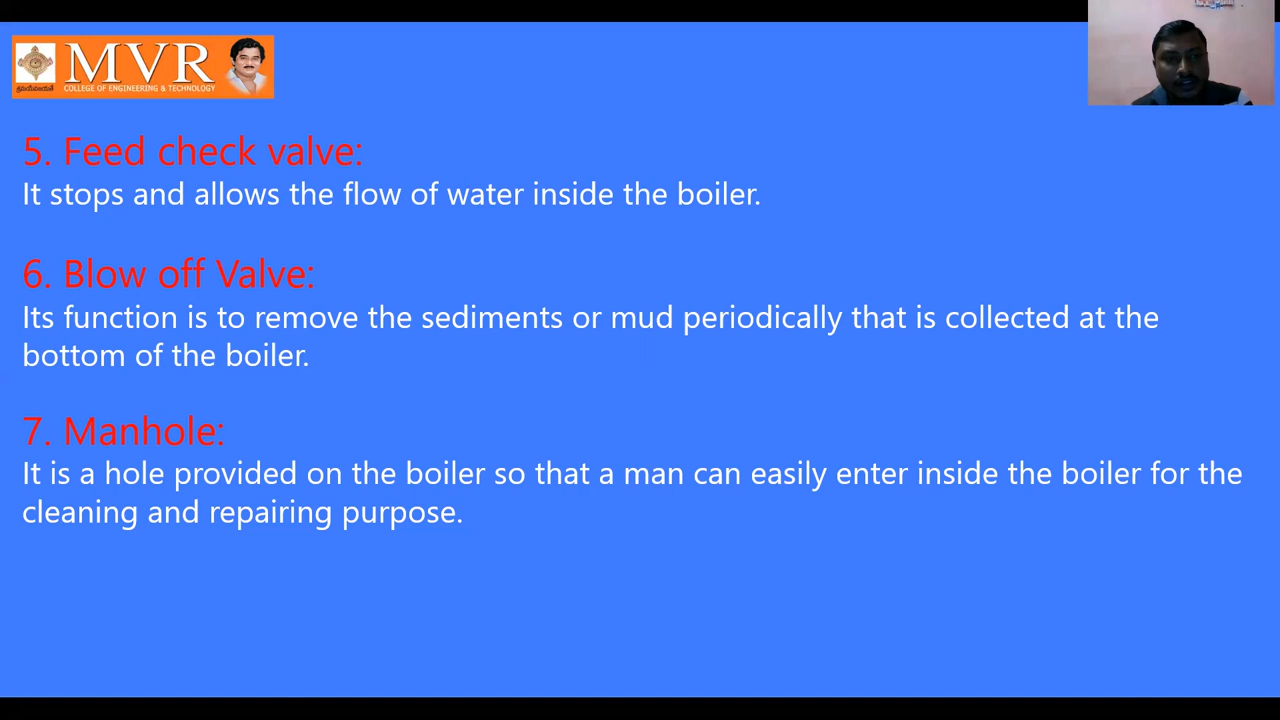 MVR
COLLEGE OF ENGINEERING & TECHNOLOGY
5. Feed check valve:
It stops and allows the flow of water inside the boiler.
6. Blow off Valve:
Its function is to remove the sediments or mud periodically that is collected at the
bottom of the boiler.
7. Manhole:
It is a hole provided on the boiler so that a man can easily enter inside the boiler for the
cleaning and repairing purpose.